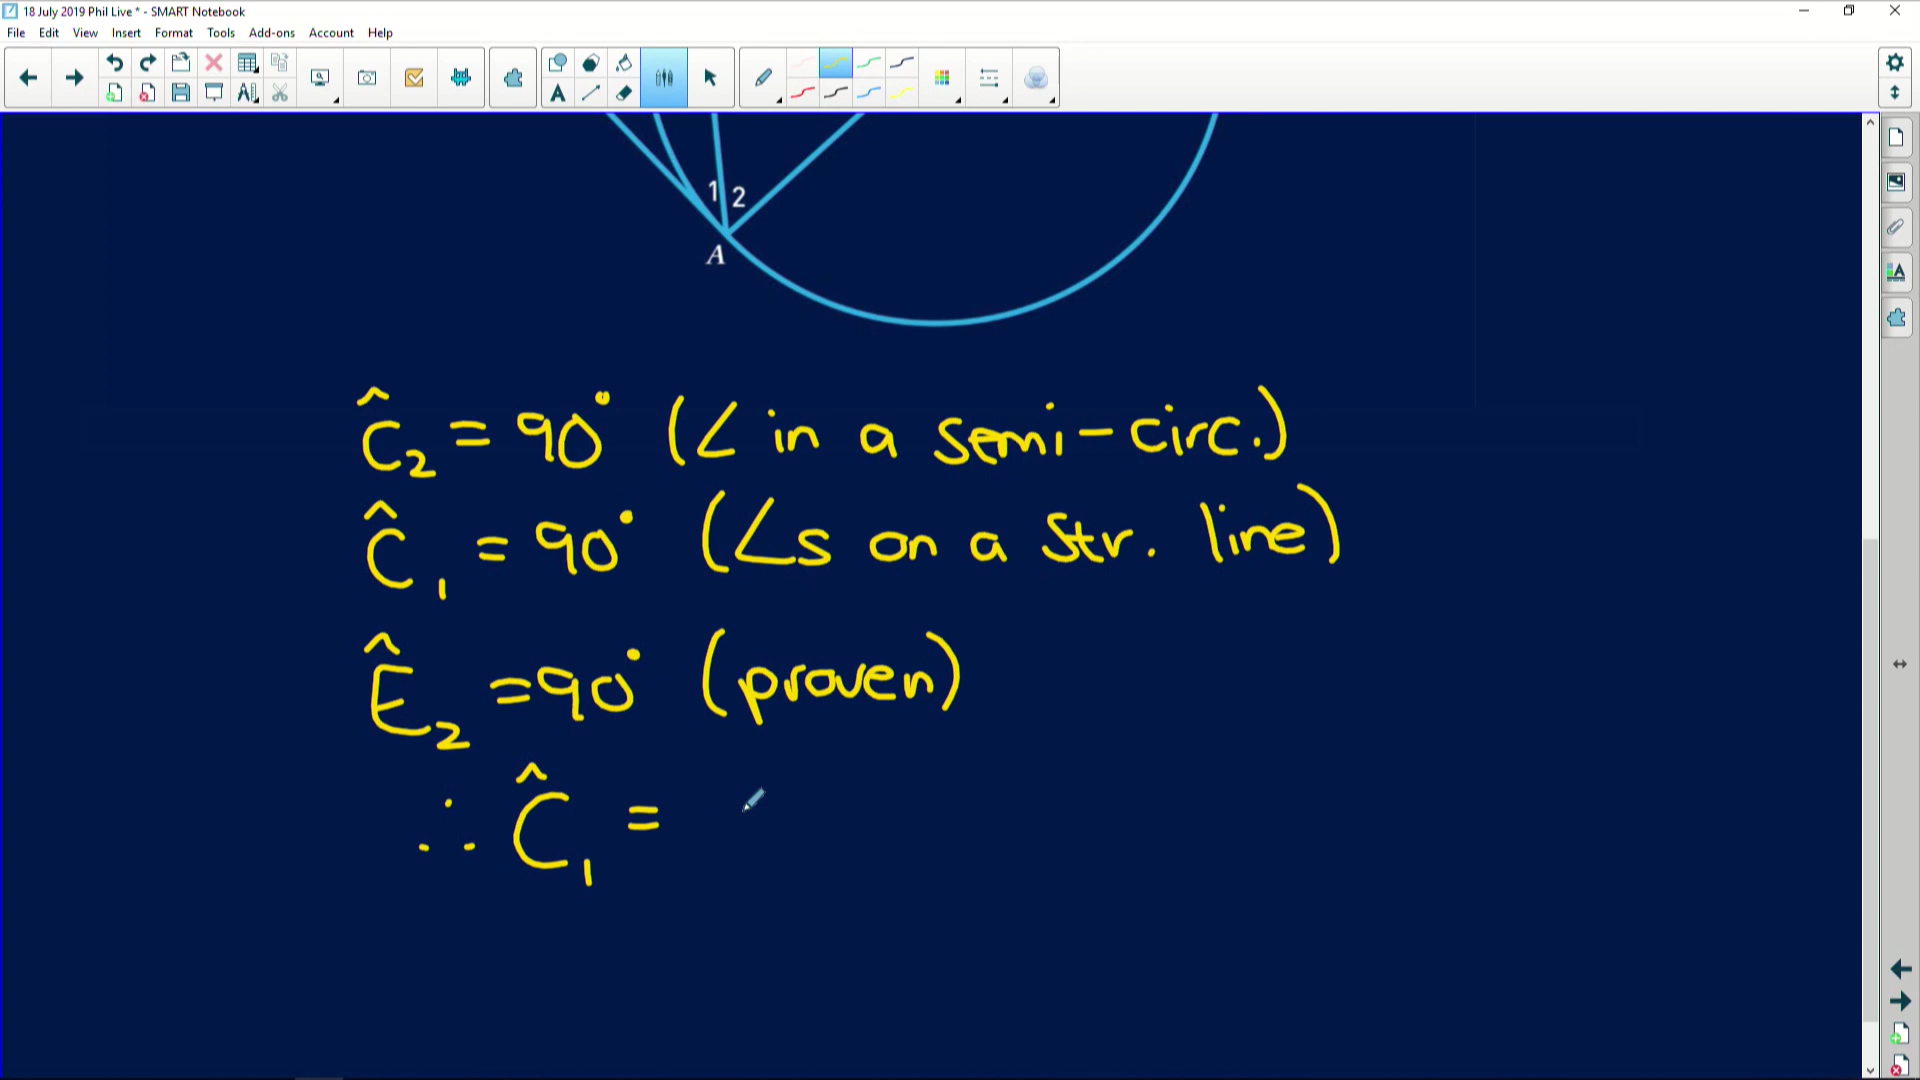 18 July 2019 Phil Live * - SMART Notebook
File Edit View Insert Format Tools Add-ons Account Help
1 2
A
Ĉ₂ = 90° (∠ in a semi-circ.)
Ĉ₁ = 90° (∠s on a str. line)
Ê₂ = 90° (proven)
∴ Ĉ₁ =